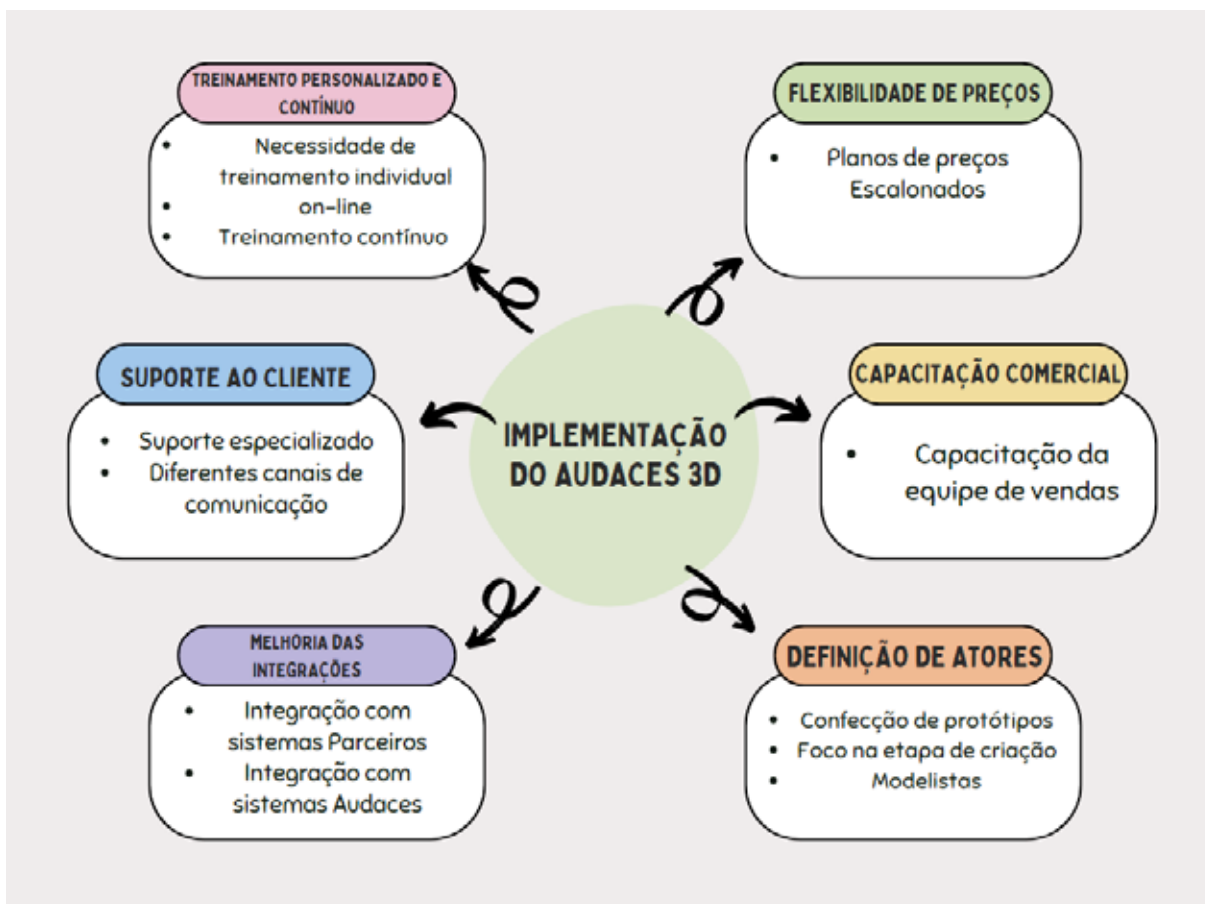 TREINAMENTO PERSONALIZADO E
CONTÍNUO
• Necessidade de
treinamento individual
• on-line
• Treinamento contínuo
FLEXIBILIDADE DE PREÇOS
• Planos de preços
Escalonados
SUPORTE AO CLIENTE
• Suporte especializado
• Diferentes canais de
comunicação
IMPLEMENTAÇÃO
DO AUDACES 3D
CAPACITAÇÃO COMERCIAL
• Capacitação da
equipe de vendas
MELHÓRIA DAS
INTEGRAÇÕES
• Integração com
sistemas Parceiros
• Integração com
sistemas Audaces
DEFINIÇÃO DE ATORES
• Confecção de protótipos
• Foco na etapa de criação
• Modelistas